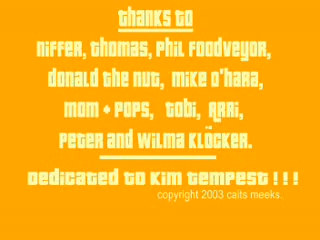 Thanks to
Niffer, Thomas, Phil Foodveyor,
Donald the Nut, Mike O'Hara,
Mom + Pops, Tobi, Arri,
Peter and Wilma Klöcker.
Dedicated to Kim Tempest ! ! !
copyright 2003 caits meeks.